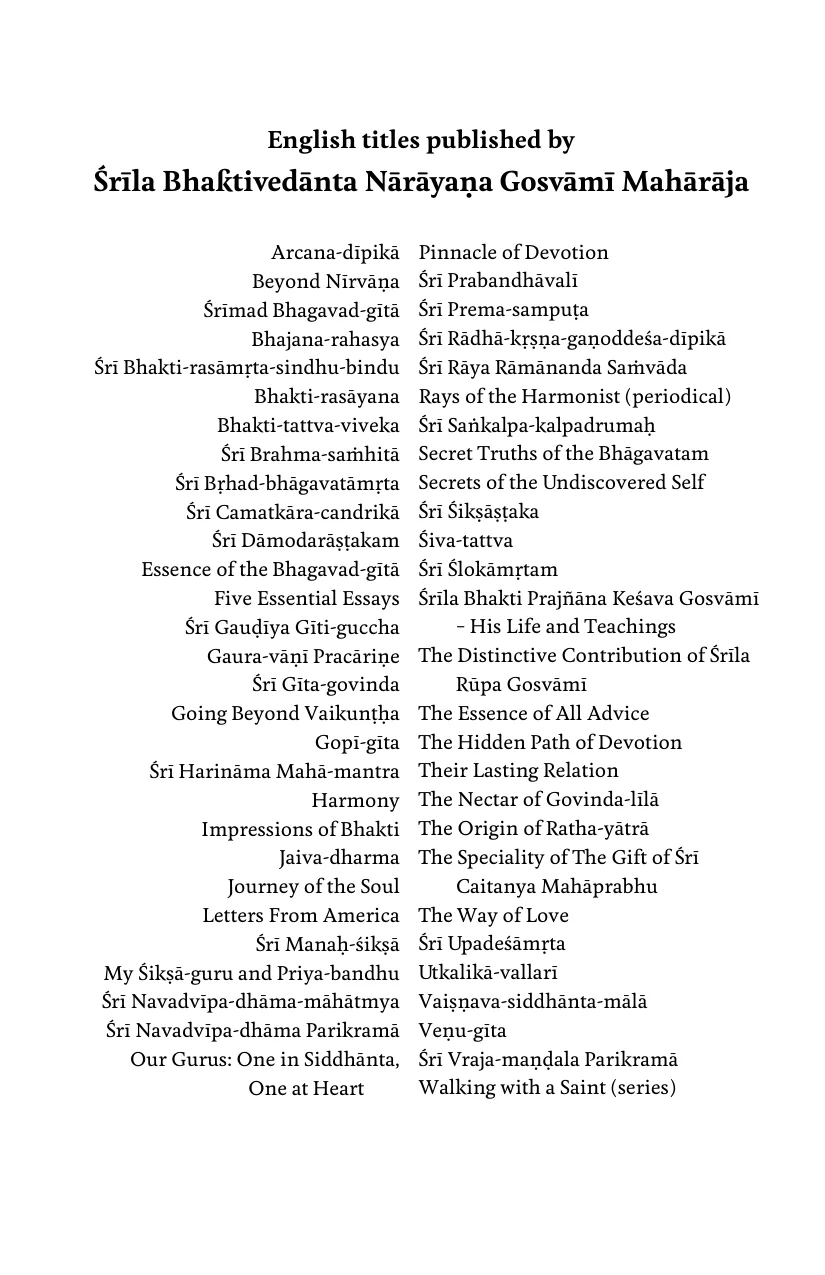 English titles published by
Śrīla Bhaktivedānta Nārāyaṇa Gosvāmī Mahārāja
Arcana-dīpikā
Beyond Nīrvāṇa
Śrīmad Bhagavad-gītā
Bhajana-rahasya
Śrī Bhakti-rasāmṛta-sindhu-bindu
Bhakti-rasāyana
Bhakti-tattva-viveka
Śrī Brahma-saṁhitā
Śrī Bṛhad-bhāgavatāmṛta
Śrī Camatkāra-candrikā
Śrī Dāmodarāṣṭakam
Essence of the Bhagavad-gītā
Five Essential Essays
Śrī Gauḍīya Gīti-guccha
Gaura-vāṇī Pracāriṇe
Śrī Gīta-govinda
Going Beyond Vaikuṇṭha
Gopī-gīta
Śrī Harināma Mahā-mantra
Harmony
Impressions of Bhakti
Jaiva-dharma
Journey of the Soul
Letters From America
Śrī Manaḥ-śikṣā
My Śikṣā-guru and Priya-bandhu
Śrī Navadvīpa-dhāma-māhātmya
Śrī Navadvīpa-dhāma Parikramā
Our Gurus: One in Siddhānta,
One at Heart
Pinnacle of Devotion
Śrī Prabandhāvalī
Śrī Prema-sampuṭa
Śrī Rādhā-kṛṣṇa-gaṇoddeśa-dīpikā
Śrī Rāya Rāmānanda Saṁvāda
Rays of the Harmonist (periodical)
Śrī Saṅkalpa-kalpadrumaḥ
Secret Truths of the Bhāgavatam
Secrets of the Undiscovered Self
Śrī Śikṣāṣṭaka
Śiva-tattva
Śrī Ślokāmṛtam
Śrīla Bhakti Prajñāna Keśava Gosvāmī
– His Life and Teachings
The Distinctive Contribution of Śrīla
Rūpa Gosvāmī
The Essence of All Advice
The Hidden Path of Devotion
Their Lasting Relation
The Nectar of Govinda-līlā
The Origin of Ratha-yātrā
The Speciality of The Gift of Śrī
Caitanya Mahāprabhu
The Way of Love
Śrī Upadeśāmṛta
Utkalikā-vallarī
Vaiṣṇava-siddhānta-mālā
Veṇu-gīta
Śrī Vraja-maṇḍala Parikramā
Walking with a Saint (series)